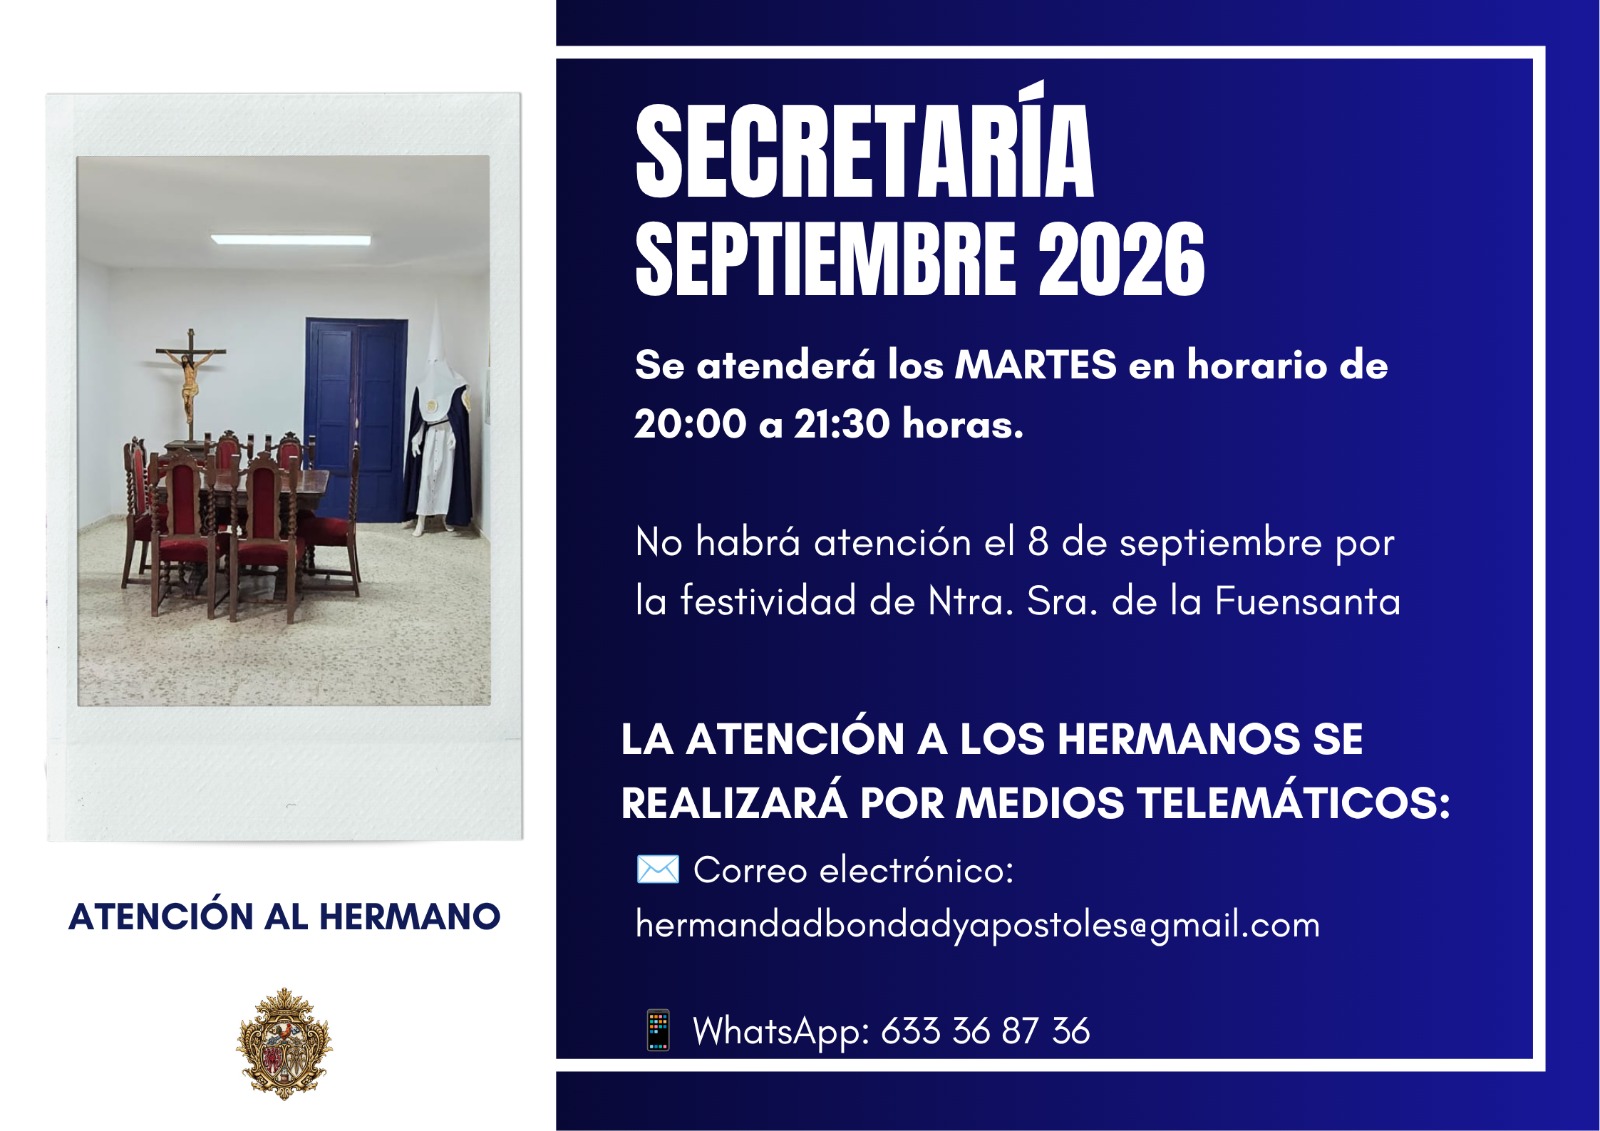 SECRETARÍA
SEPTIEMBRE 2026
Se atenderá los MARTES en horario de
20:00 a 21:30 horas.
No habrá atención el 8 de septiembre por
la festividad de Ntra. Sra. de la Fuensanta
LA ATENCIÓN A LOS HERMANOS SE
REALIZARÁ POR MEDIOS TELEMÁTICOS:
✉️ Correo electrónico:
hermandadbondadyapostoles@gmail.com
📱 WhatsApp: 633 36 87 36
ATENCIÓN AL HERMANO